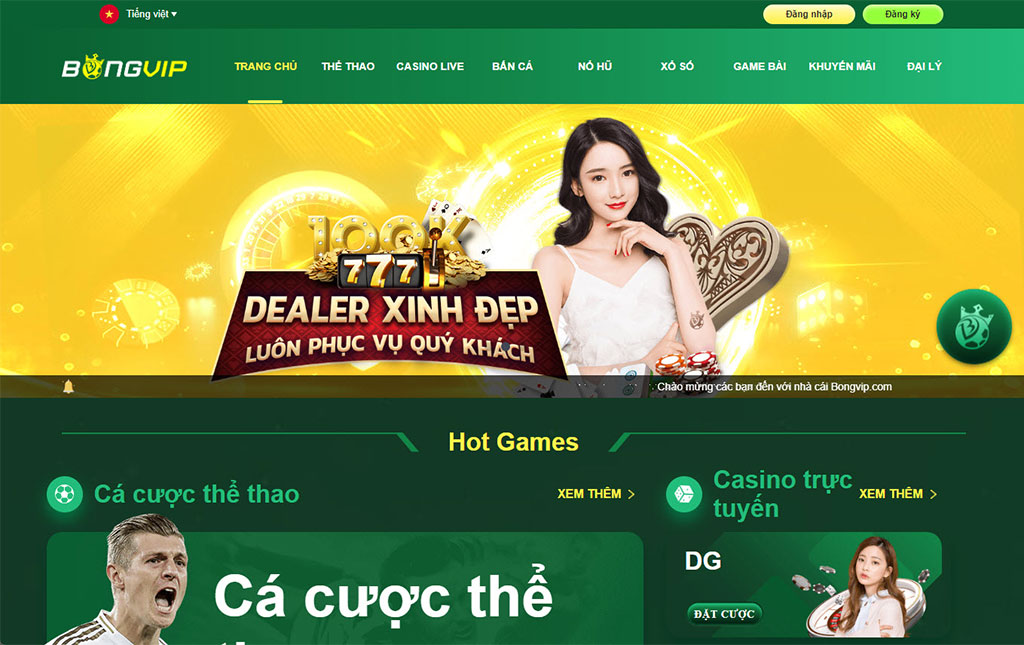 Tiếng việt
Đăng nhập
Đăng ký
BONGVIP
TRANG CHỦ
THỂ THAO
CASINO LIVE
BẮN CÁ
NỔ HŨ
XỔ SỐ
GAME BÀI
KHUYẾN MÃI
ĐẠI LÝ
100K
777
DEALER XINH ĐẸP
LUÔN PHỤC VỤ QUÝ KHÁCH
Chào mừng các bạn đến với nhà cái Bongvip.com
Hot Games
Cá cược thể thao
XEM THÊM
Casino trực
tuyến
XEM THÊM
Cá cược thể
DG
ĐẶT CƯỢC